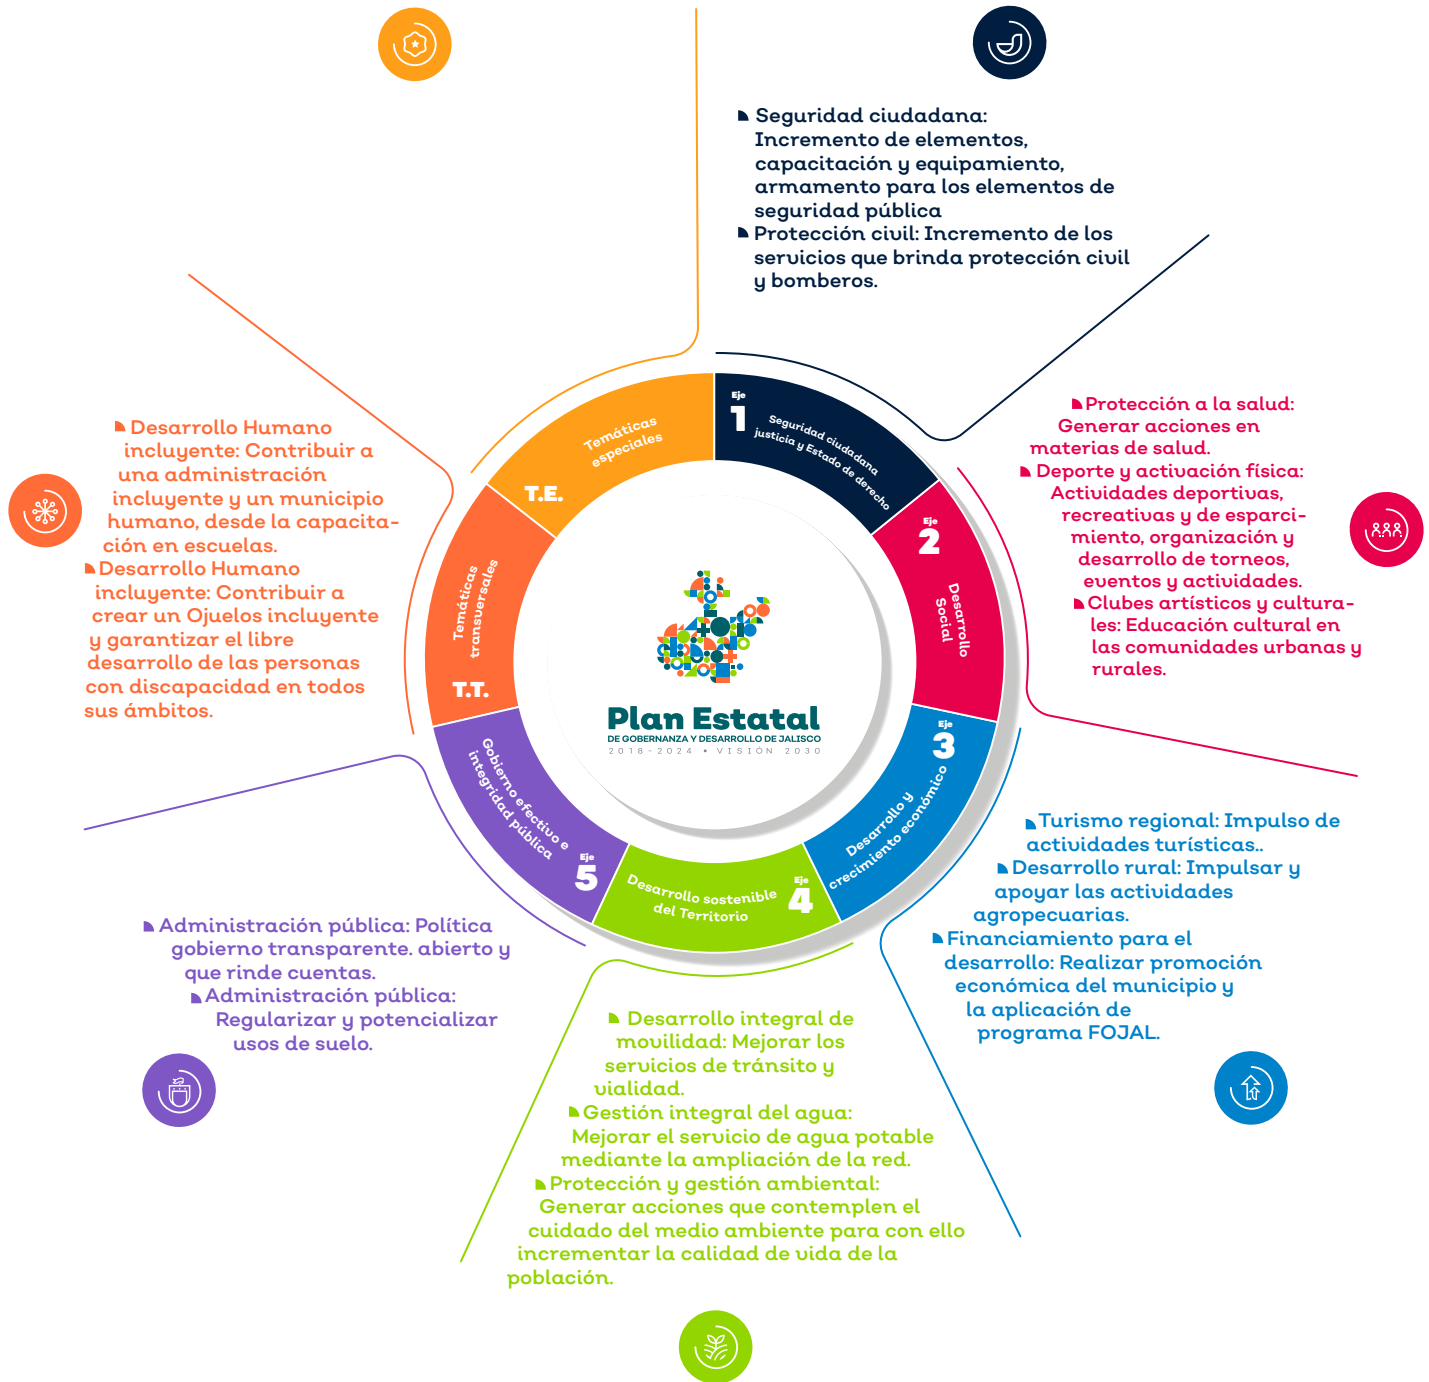 Seguridad ciudadana:
Incremento de elementos,
capacitación y equipamiento,
armamento para los elementos de
seguridad pública
Protección civil: Incremento de los
servicios que brinda protección civil
y bomberos.
Protección a la salud:
Generar acciones en
materias de salud.
Deporte y activación física:
Actividades deportivas,
recreativas y de esparci-
miento, organización y
desarrollo de torneos,
eventos y actividades.
Clubes artísticos y cultura-
les: Educación cultural en
las comunidades urbanas y
rurales.
Turismo regional: Impulso de
actividades turísticas..
Desarrollo rural: Impulsar y
apoyar las actividades
agropecuarias.
Financiamiento para el
desarrollo: Realizar promoción
económica del municipio y
la aplicación de
programa FOJAL.
Desarrollo integral de
movilidad: Mejorar los
servicios de tránsito y
vialidad.
Gestión integral del agua:
Mejorar el servicio de agua potable
mediante la ampliación de la red.
Protección y gestión ambiental:
Generar acciones que contemplen el
cuidado del medio ambiente para con ello
incrementar la calidad de vida de la
población.
Administración pública: Política
gobierno transparente. abierto y
que rinde cuentas.
Administración pública:
Regularizar y potencializar
usos de suelo.
Desarrollo Humano
incluyente: Contribuir a
una administración
incluyente y un municipio
humano, desde la capacita-
ción en escuelas.
Desarrollo Humano
incluyente: Contribuir a
crear un Ojuelos incluyente
y garantizar el libre
desarrollo de las personas
con discapacidad en todos
sus ámbitos.
Eje
1
Seguridad ciudadana
justicia y Estado de derecho
Eje
2
Desarrollo
Social
Eje
3
Desarrollo y
crecimiento económico
Eje
4
Desarrollo sostenible
del Territorio
Eje
5
Gobierno efectivo e
integridad pública
T.T.
Temáticas
transversales
T.E.
Temáticas
especiales
Plan Estatal
DE GOBERNANZA Y DESARROLLO DE JALISCO
2018-2024 • VISIÓN 2030